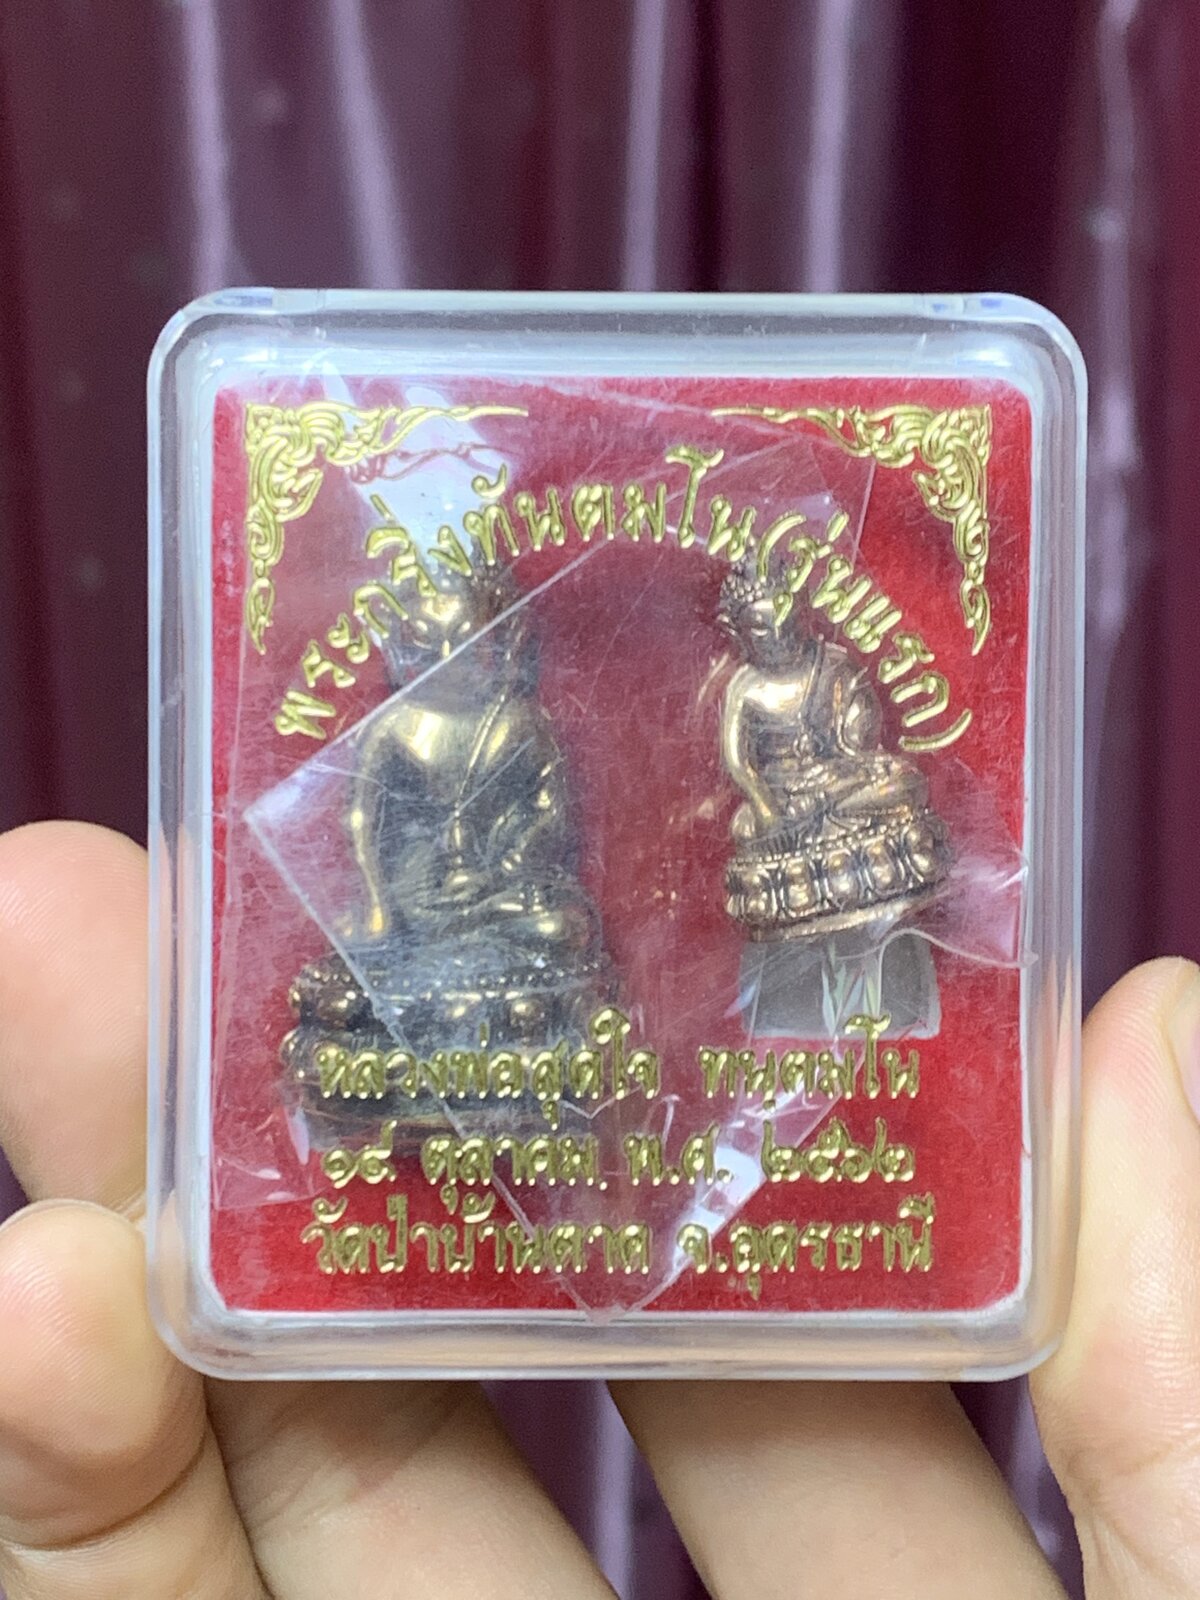 พระกริ่งทันตมโน(รุ่นแรก)
หลวงพ่อสุดใจ ทนฺตมโน
๑๔ ตุลาคม พ.ศ. ๒๕๖๒
วัดป่าบ้านตาด จ.อุดรธานี